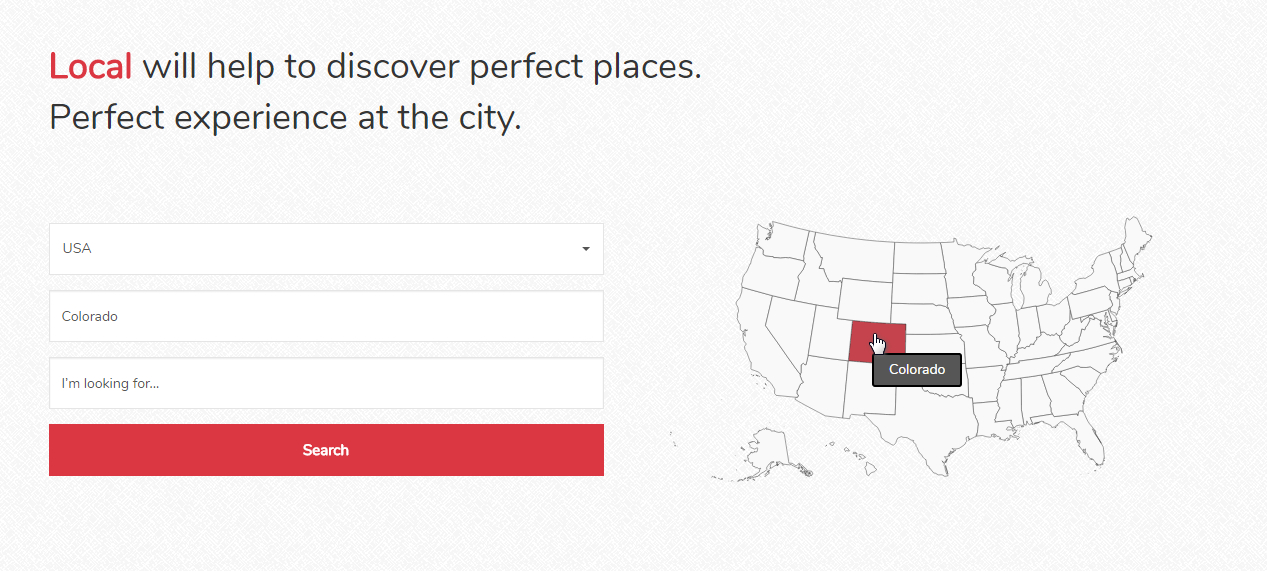 Local will help to discover perfect places.
Perfect experience at the city.
USA
Colorado
I'm looking for...
Search
Colorado